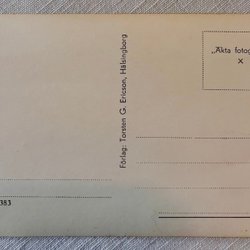 „Äkta fotog
×
Förlag: Torsten G. Ericson, Hälsingborg
383